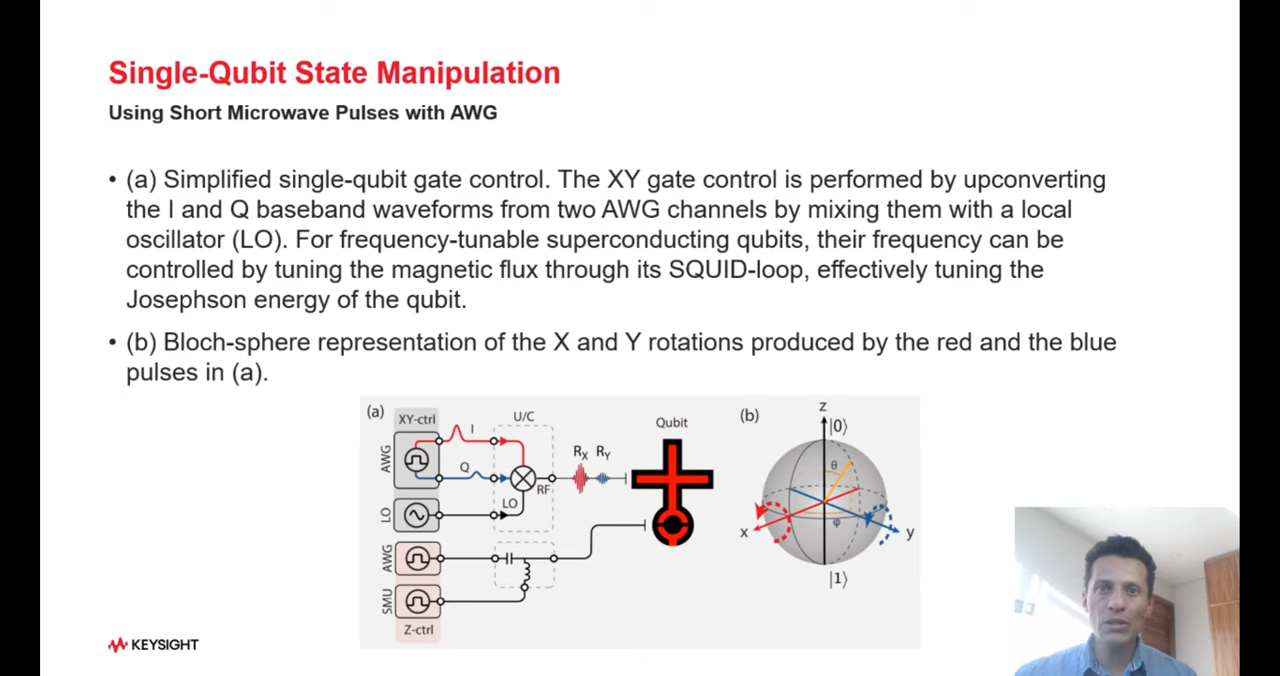 Single-Qubit State Manipulation
Using Short Microwave Pulses with AWG
• (a) Simplified single-qubit gate control. The XY gate control is performed by upconverting
the I and Q baseband waveforms from two AWG channels by mixing them with a local
oscillator (LO). For frequency-tunable superconducting qubits, their frequency can be
controlled by tuning the magnetic flux through its SQUID-loop, effectively tuning the
Josephson energy of the qubit.
• (b) Bloch-sphere representation of the X and Y rotations produced by the red and the blue
pulses in (a).
(a)
XY-ctrl
U/C
AWG
I
Q
LO
RF
LO
AWG
SMU
Z-ctrl
Rx RY
Qubit
(b)
z
|0⟩
θ
φ
x
y
|1⟩
KEYSIGHT